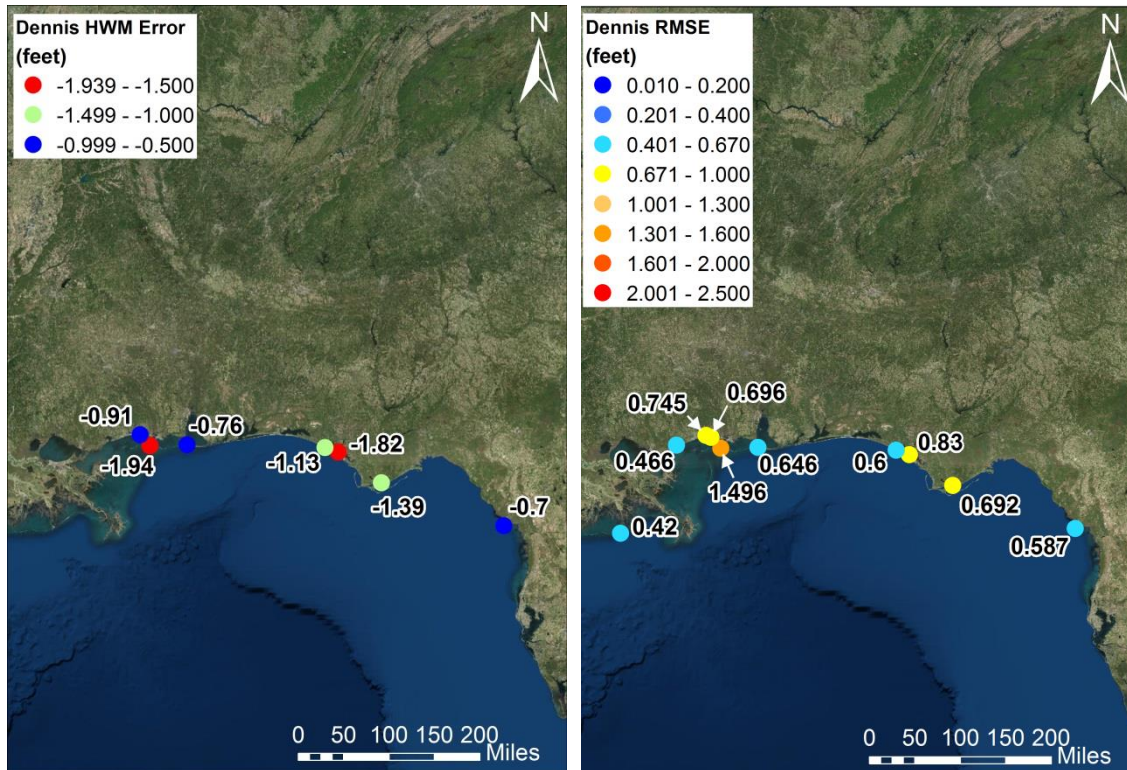 Dennis HWM Error
(feet)
-1.939 - -1.500
-1.499 - -1.000
-0.999 - -0.500
N
-0.91
-0.76
-1.94
-1.13
-1.82
-1.39
-0.7
0 50 100 150 200
Miles
Dennis RMSE
(feet)
0.010 - 0.200
0.201 - 0.400
0.401 - 0.670
0.671 - 1.000
1.001 - 1.300
1.301 - 1.600
1.601 - 2.000
2.001 - 2.500
N
0.745
0.696
0.466
1.496
0.646
0.6
0.83
0.692
0.42
0.587
0 50 100 150 200
Miles